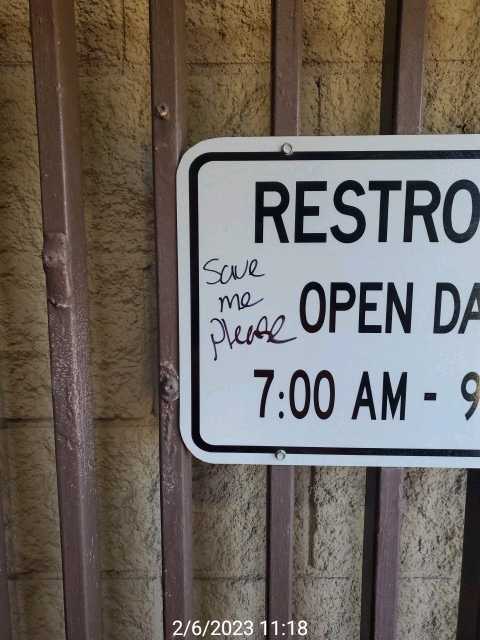 RESTRO
Save
me
Please
OPEN DA
7:00 AM - 9
2/6/2023 11:18